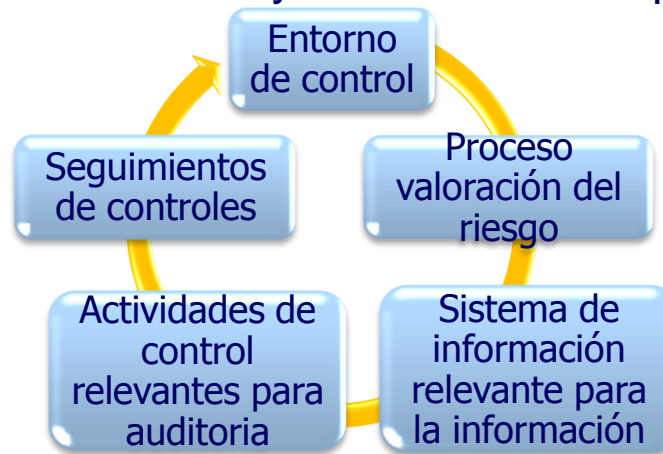 Entorno
de control
Proceso
valoración del
riesgo
Sistema de
información
relevante para
la información
Actividades de
control
relevantes para
auditoria
Seguimientos
de controles